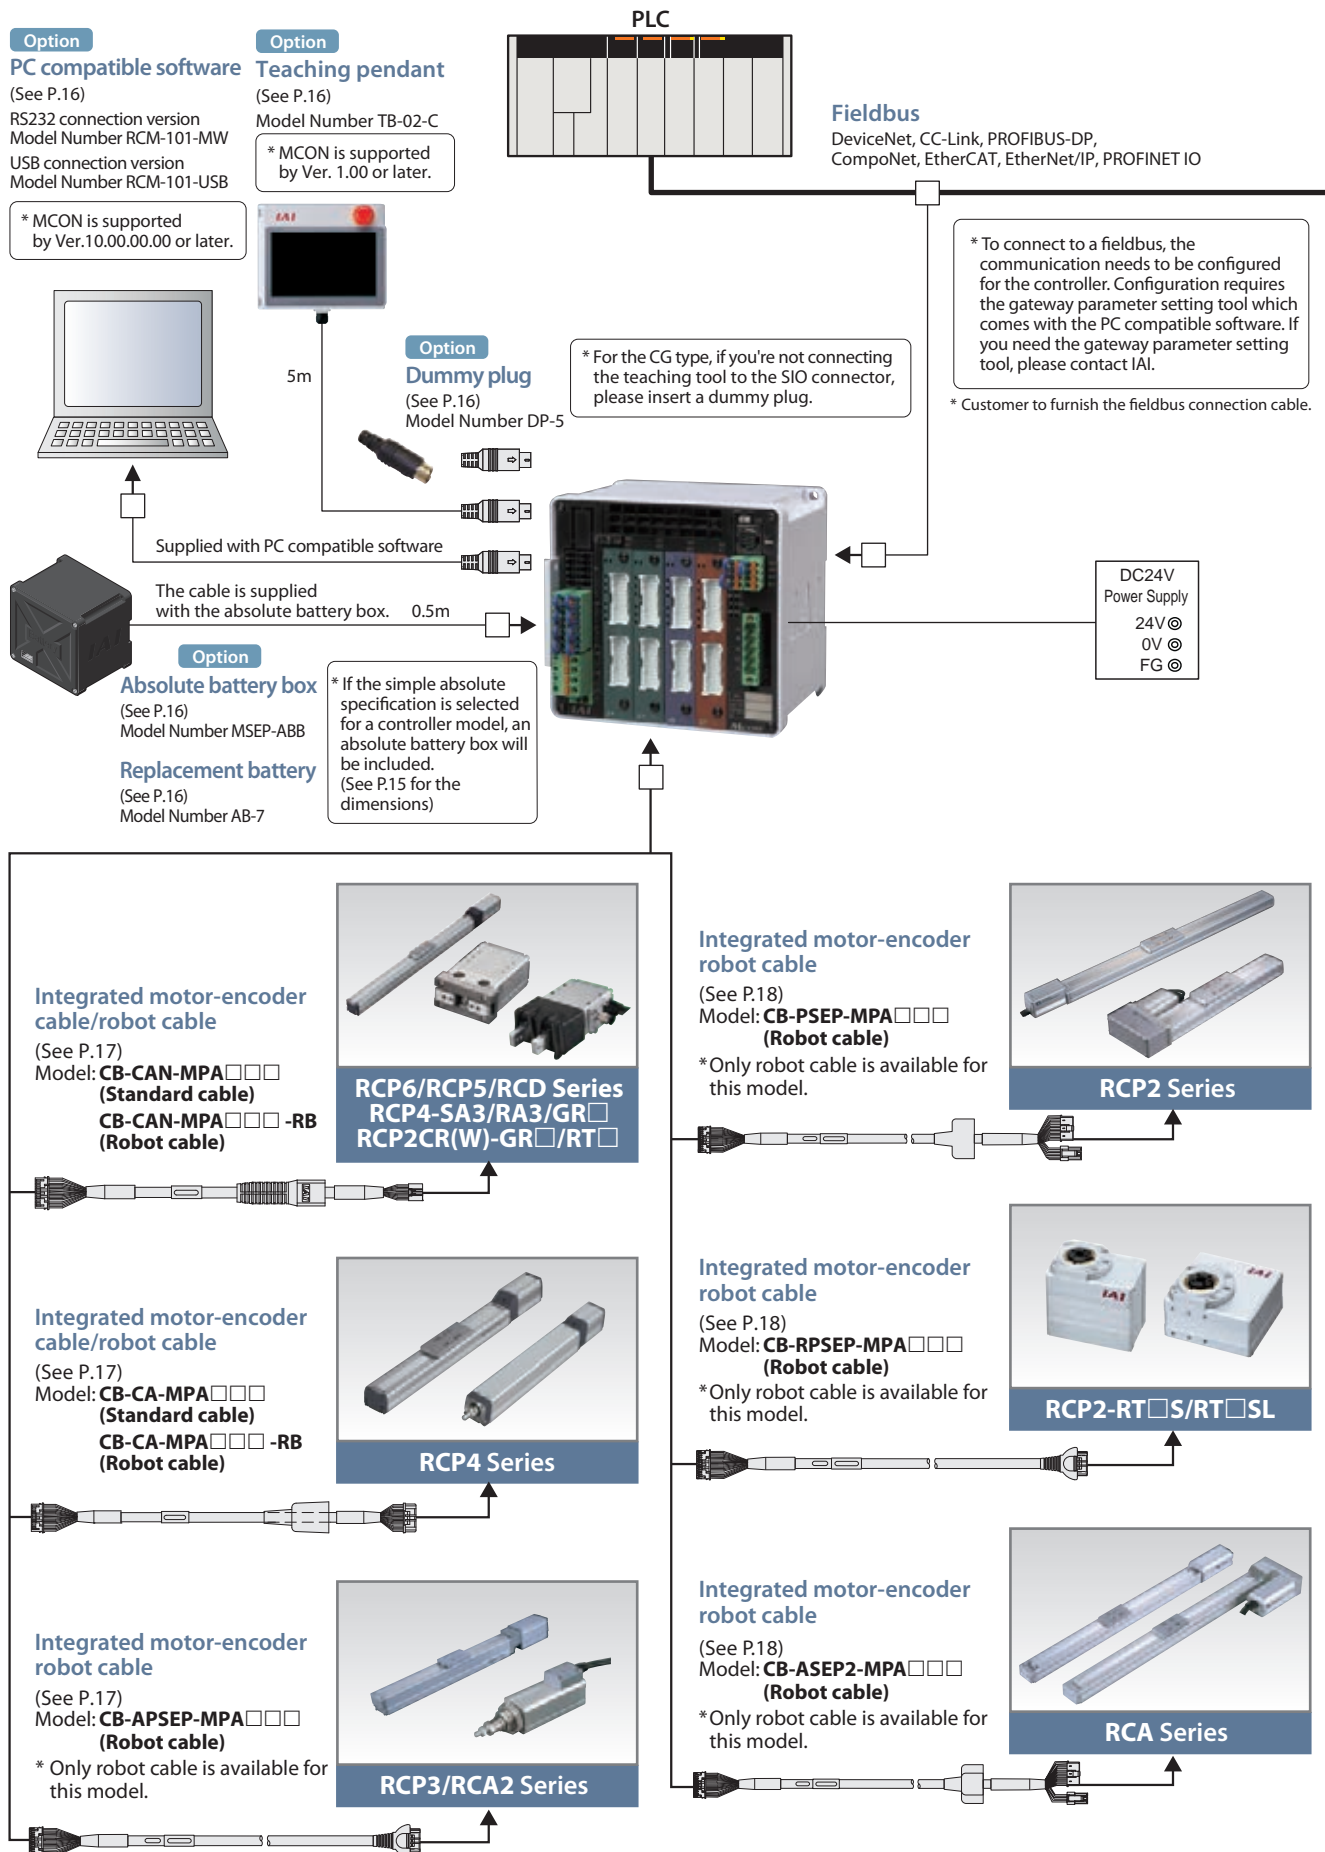 PLC
Option
PC compatible software
(See P.16)
RS232 connection version
Model Number RCM-101-MW
USB connection version
Model Number RCM-101-USB
* MCON is supported
by Ver.10.00.00.00 or later.
Option
Teaching pendant
(See P.16)
Model Number TB-02-C
* MCON is supported
by Ver. 1.00 or later.
IAI
5m
Fieldbus
DeviceNet, CC-Link, PROFIBUS-DP,
CompoNet, EtherCAT, EtherNet/IP, PROFINET IO
* To connect to a fieldbus, the
communication needs to be configured
for the controller. Configuration requires
the gateway parameter setting tool which
comes with the PC compatible software. If
you need the gateway parameter setting
tool, please contact IAI.
* Customer to furnish the fieldbus connection cable.
Option
Dummy plug
(See P.16)
Model Number DP-5
* For the CG type, if you're not connecting
the teaching tool to the SIO connector,
please insert a dummy plug.
Supplied with PC compatible software
The cable is supplied
with the absolute battery box. 0.5m
IAI
IAI
DC24V
Power Supply
24V
0V
FG
Option
Absolute battery box
(See P.16)
Model Number MSEP-ABB
Replacement battery
(See P.16)
Model Number AB-7
* If the simple absolute
specification is selected
for a controller model, an
absolute battery box will
be included.
(See P.15 for the
dimensions)
Integrated motor-encoder
cable/robot cable
(See P.17)
Model: CB-CAN-MPA□□□
(Standard cable)
CB-CAN-MPA□□□ -RB
(Robot cable)
RCP6/RCP5/RCD Series
RCP4-SA3/RA3/GR□
RCP2CR(W)-GR□/RT□
IAI
Integrated motor-encoder
cable/robot cable
(See P.17)
Model: CB-CA-MPA□□□
(Standard cable)
CB-CA-MPA□□□ -RB
(Robot cable)
RCP4 Series
Integrated motor-encoder
robot cable
(See P.17)
Model: CB-APSEP-MPA□□□
(Robot cable)
* Only robot cable is available for
this model.
RCP3/RCA2 Series
Integrated motor-encoder
robot cable
(See P.18)
Model: CB-PSEP-MPA□□□
(Robot cable)
*Only robot cable is available for
this model.
RCP2 Series
Integrated motor-encoder
robot cable
(See P.18)
Model: CB-RPSEP-MPA□□□
(Robot cable)
*Only robot cable is available for
this model.
IAI
IAI
RCP2-RT□S/RT□SL
Integrated motor-encoder
robot cable
(See P.18)
Model: CB-ASEP2-MPA□□□
(Robot cable)
*Only robot cable is available for
this model.
RCA Series